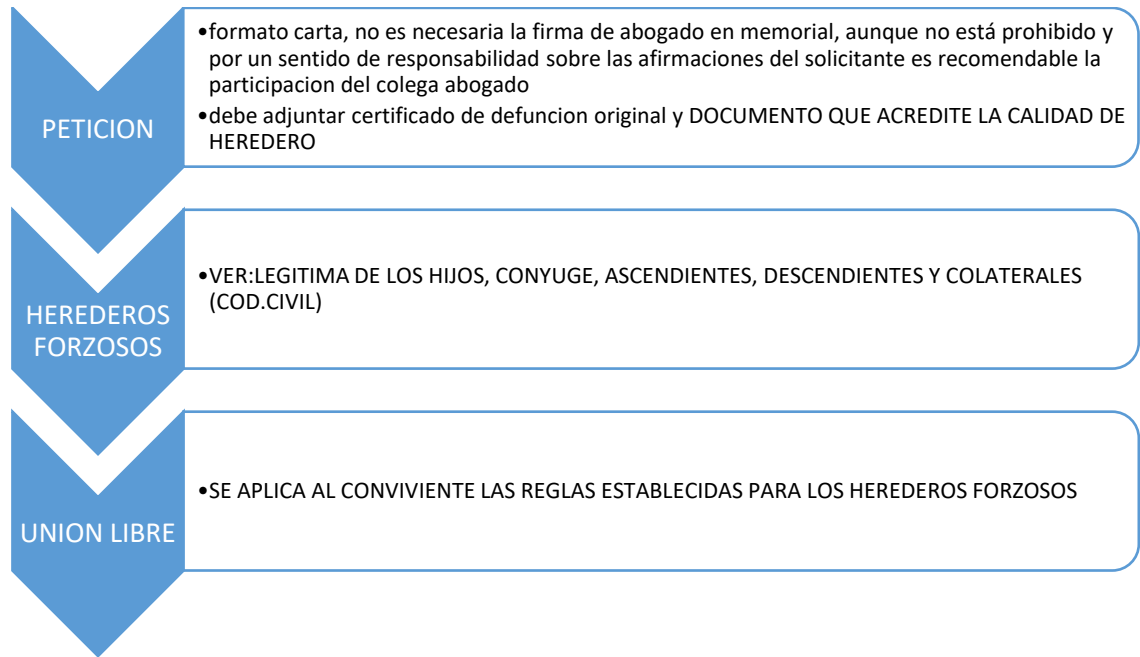 PETICION
•formato carta, no es necesaria la firma de abogado en memorial, aunque no está prohibido y
por un sentido de responsabilidad sobre las afirmaciones del solicitante es recomendable la
participacion del colega abogado
•debe adjuntar certificado de defuncion original y DOCUMENTO QUE ACREDITE LA CALIDAD DE
HEREDERO
HEREDEROS
FORZOSOS
•VER:LEGITIMA DE LOS HIJOS, CONYUGE, ASCENDIENTES, DESCENDIENTES Y COLATERALES
(COD.CIVIL)
UNION LIBRE
•SE APLICA AL CONVIVIENTE LAS REGLAS ESTABLECIDAS PARA LOS HEREDEROS FORZOSOS